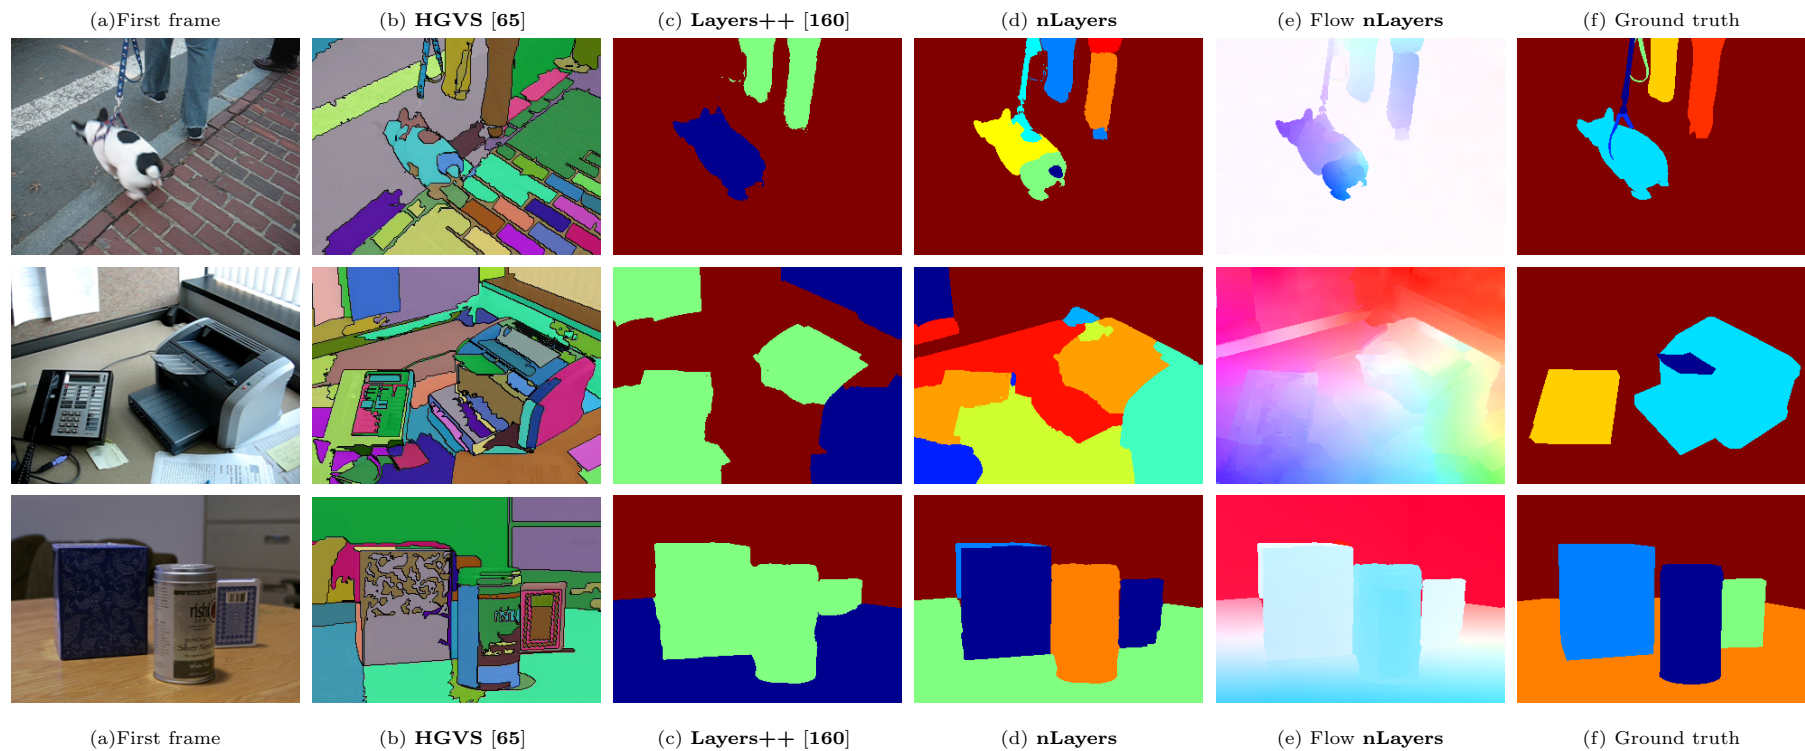 (a)First frame (b) HGVS [65] (c) Layers++ [160] (d) nLayers (e) Flow nLayers (f) Ground truth
(a)First frame (b) HGVS [65] (c) Layers++ [160] (d) nLayers (e) Flow nLayers (f) Ground truth